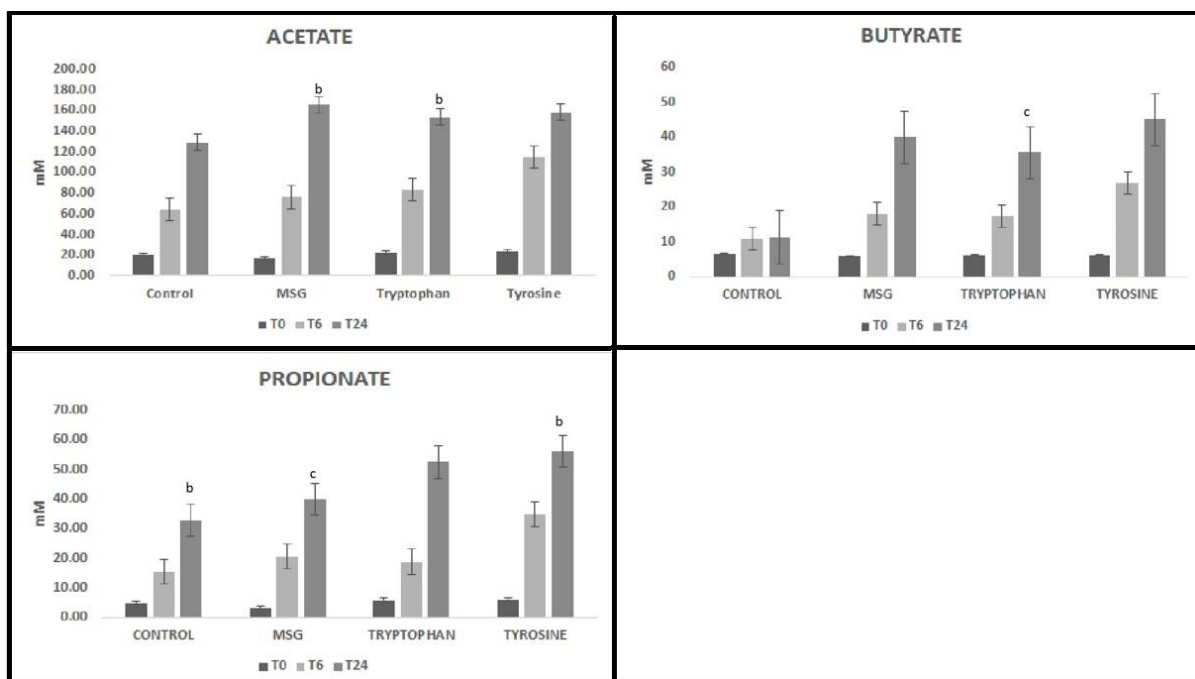 ACETATE
200.00
180.00
160.00
140.00
120.00
100.00
80.00
60.00
40.00
20.00
0.00
mM
b
b
Control
MSG
Tryptophan
Tyrosine
T0
T6
T24
BUTYRATE
60
50
40
30
20
10
0
mM
c
CONTROL
MSG
TRYPTOPHAN
TYROSINE
T0
T6
T24
PROPIONATE
70.00
60.00
50.00
40.00
30.00
20.00
10.00
0.00
mM
b
c
b
CONTROL
MSG
TRYPTOPHAN
TYROSINE
T0
T6
T24